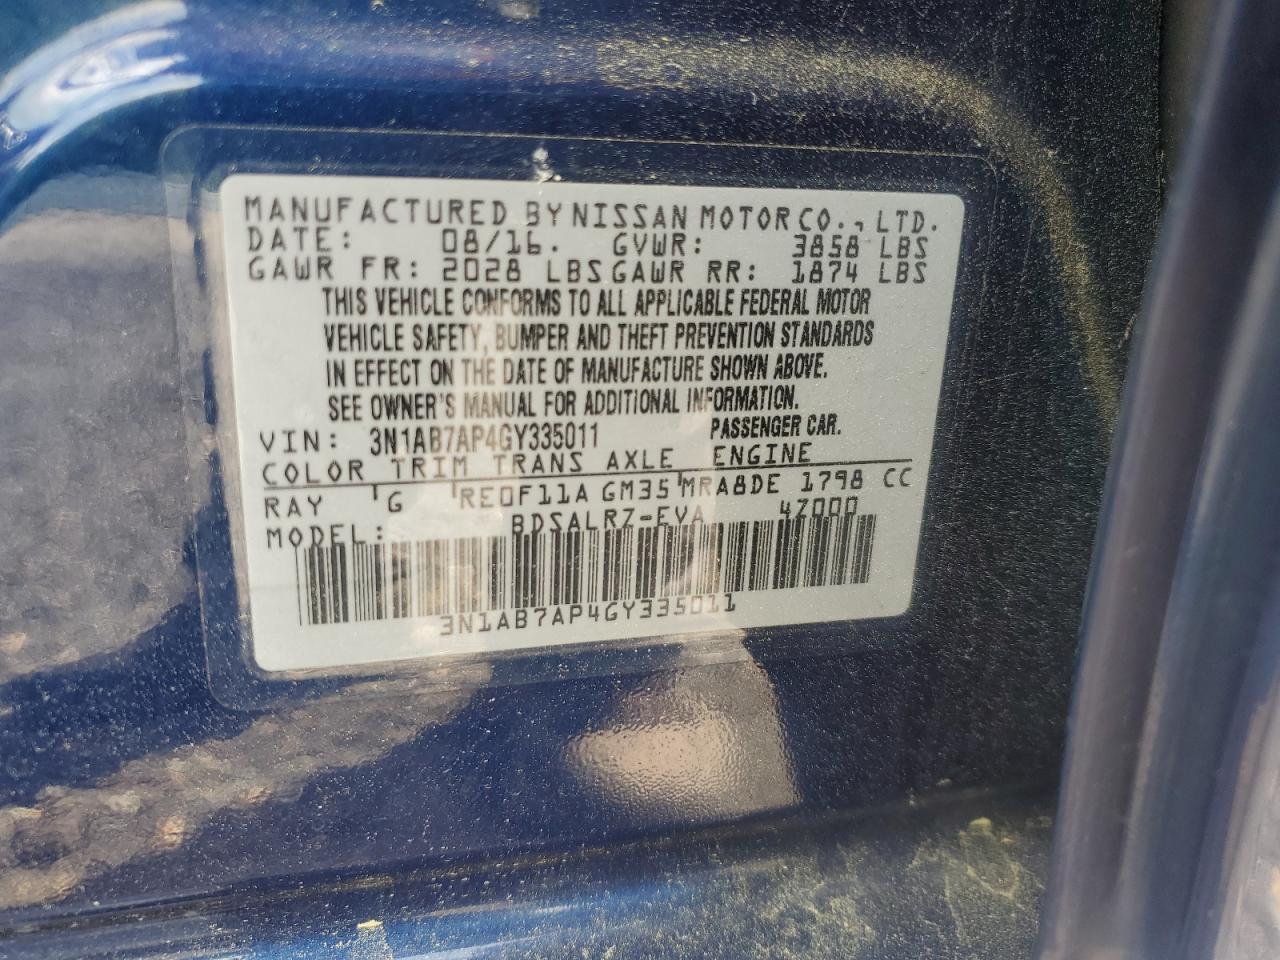 MANUFACTURED BY NISSAN MOTOR CO., LTD.
DATE: 08/16. GVWR: 3858 LBS
GAWR FR: 2028 LBS GAWR RR: 1874 LBS
THIS VEHICLE CONFORMS TO ALL APPLICABLE FEDERAL MOTOR
VEHICLE SAFETY, BUMPER AND THEFT PREVENTION STANDARDS
IN EFFECT ON THE DATE OF MANUFACTURE SHOWN ABOVE.
SEE OWNER'S MANUAL FOR ADDITIONAL INFORMATION.
VIN: 3N1AB7AP4GY335011 PASSENGER CAR.
COLOR TRIM TRANS AXLE ENGINE
RAY G RE0F11A GM35 MRA8DE 1798 CC
MODEL: BDSALRZ-EVA 4Z000
3N1AB7AP4GY335011